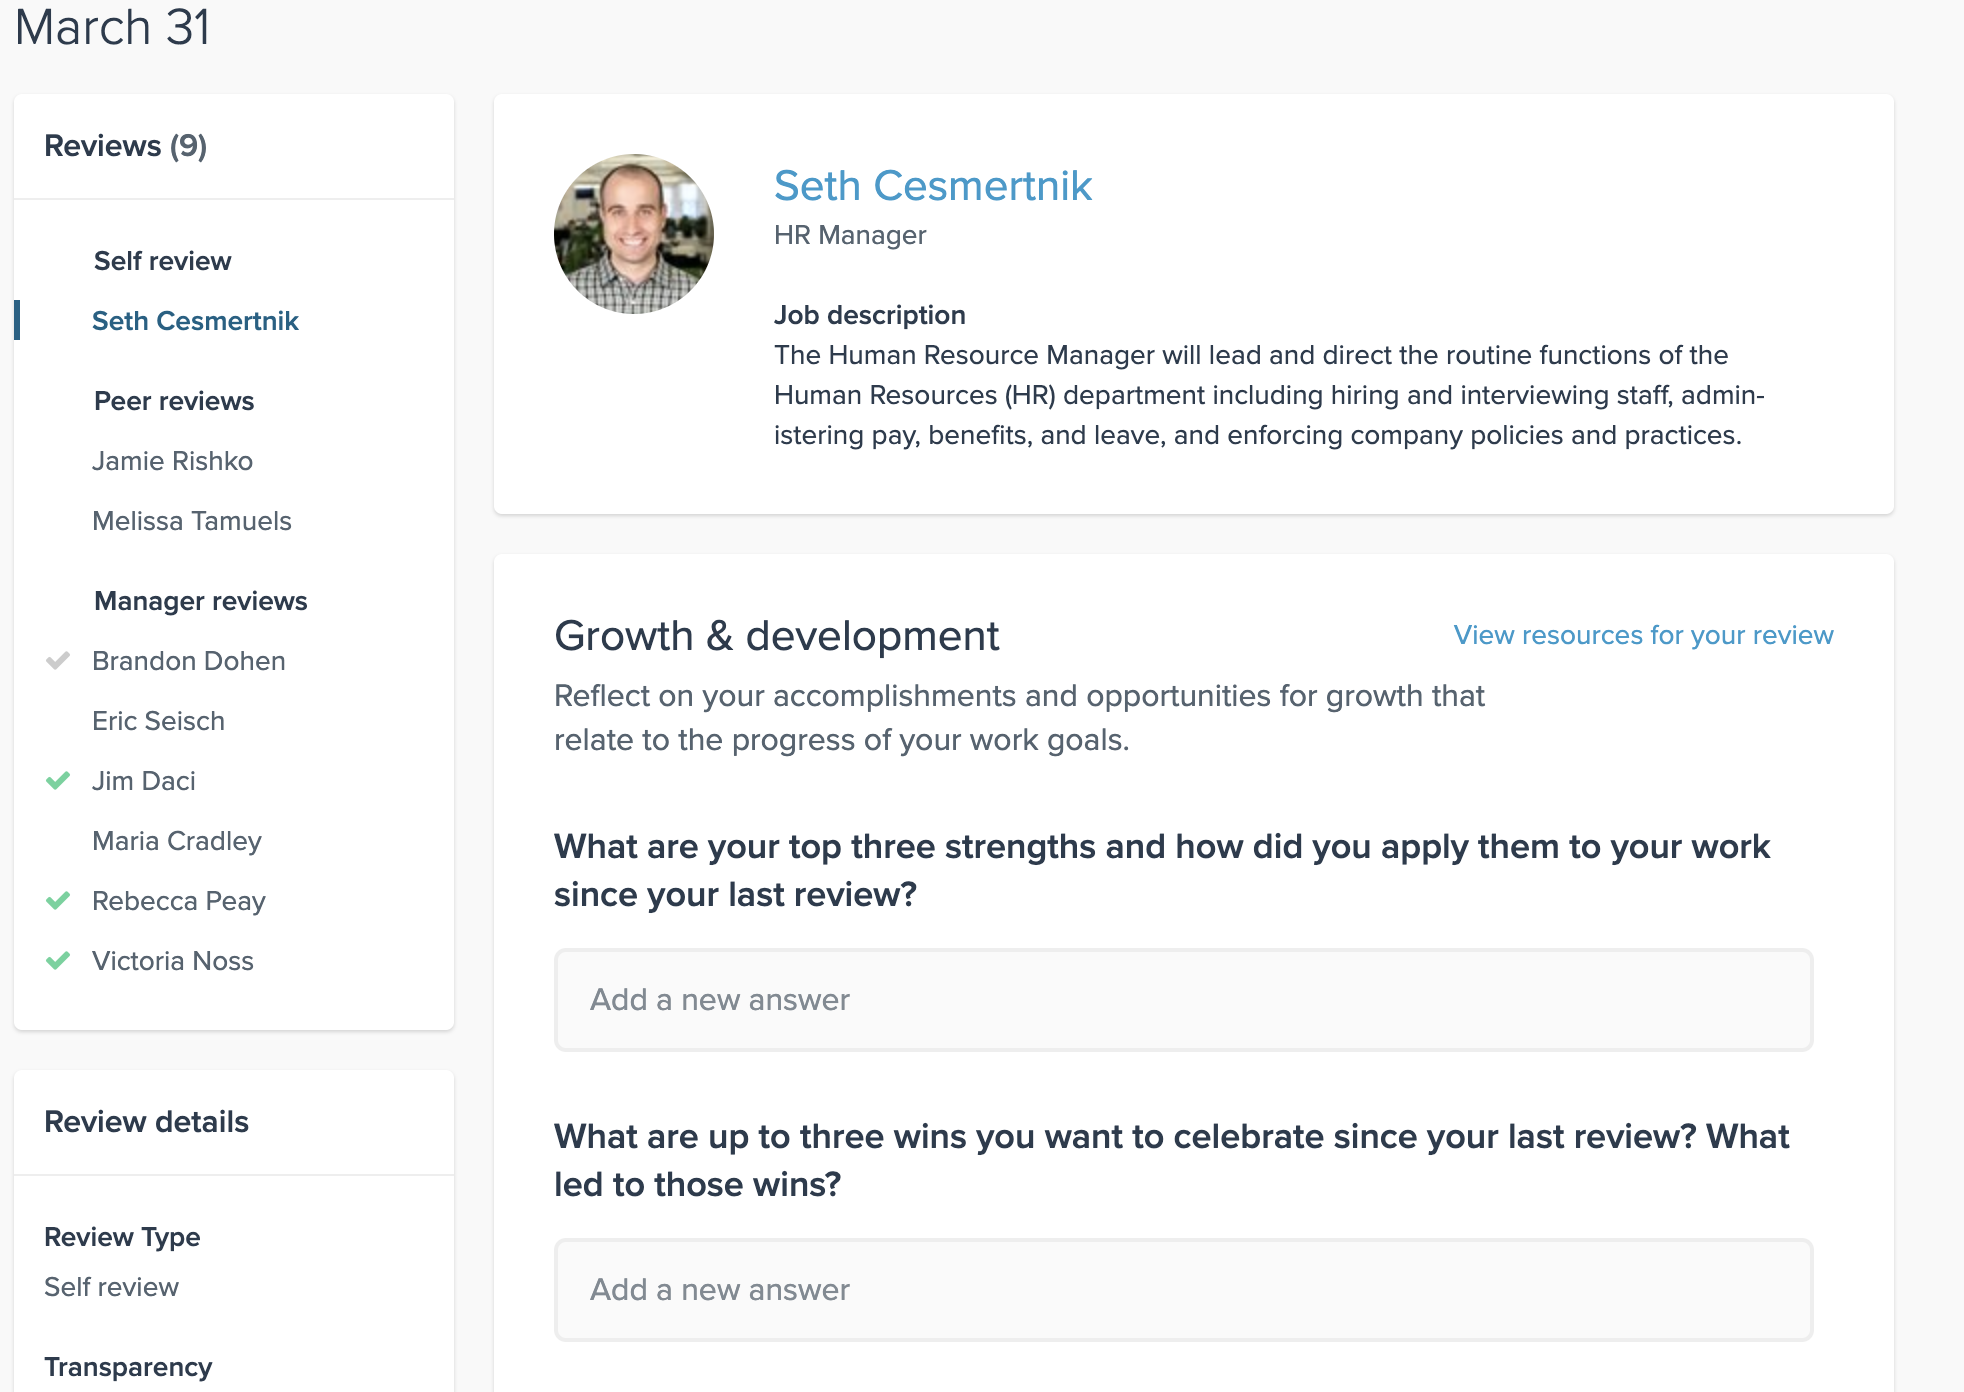 March 31
Reviews (9)
Self review
Seth Cesmertnik
Peer reviews
Jamie Rishko
Melissa Tamuels
Manager reviews
Brandon Dohen
Eric Seisch
Jim Daci
Maria Cradley
Rebecca Peay
Victoria Noss
Review details
Review Type
Self review
Transparency
Seth Cesmertnik
HR Manager
Job description
The Human Resource Manager will lead and direct the routine functions of the
Human Resources (HR) department including hiring and interviewing staff, admin-
istering pay, benefits, and leave, and enforcing company policies and practices.
Growth & development
View resources for your review
Reflect on your accomplishments and opportunities for growth that
relate to the progress of your work goals.
What are your top three strengths and how did you apply them to your work
since your last review?
Add a new answer
What are up to three wins you want to celebrate since your last review? What
led to those wins?
Add a new answer